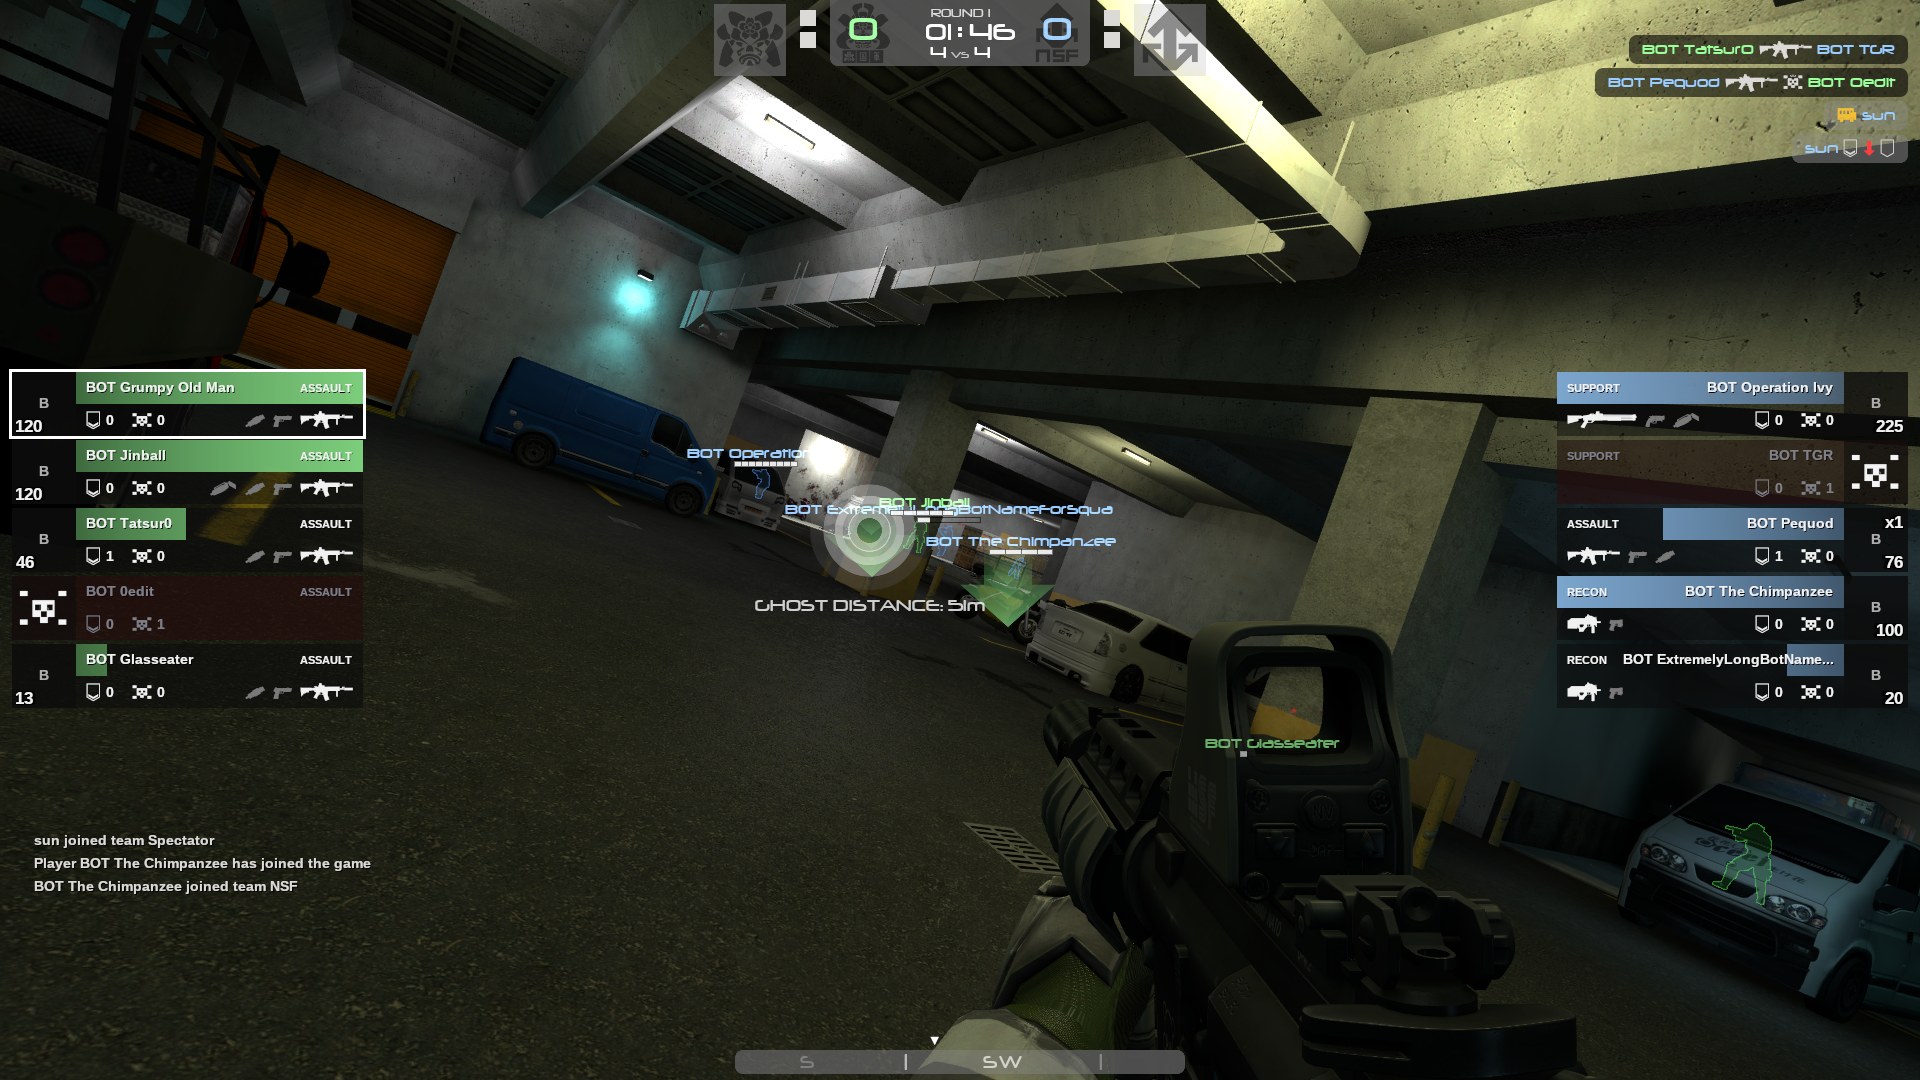 ROUND 1
0
01:46
0
4 vs 4
NSF
BOT Tatsur0 BOT TGR
BOT Pequod BOT 0edit
sun
sun
B
120
BOT Grumpy Old Man ASSAULT
0 0
B
120
BOT Jinball ASSAULT
0 0
B
46
BOT Tatsur0 ASSAULT
1 0
BOT 0edit ASSAULT
0 1
B
13
BOT Glasseater ASSAULT
0 0
BOT Operation
BOT Jinball
BOT ExtremelyLongBotNameForSqua
BOT The Chimpanzee
GHOST DISTANCE: 51m
BOT Glasseater
SUPPORT BOT Operation Ivy
0 0
B
225
SUPPORT BOT TGR
0 1
ASSAULT BOT Pequod
1 0
x1
B
76
RECON BOT The Chimpanzee
0 0
B
100
RECON BOT ExtremelyLongBotName...
0 0
B
20
sun joined team Spectator
Player BOT The Chimpanzee has joined the game
BOT The Chimpanzee joined team NSF
S | SW |